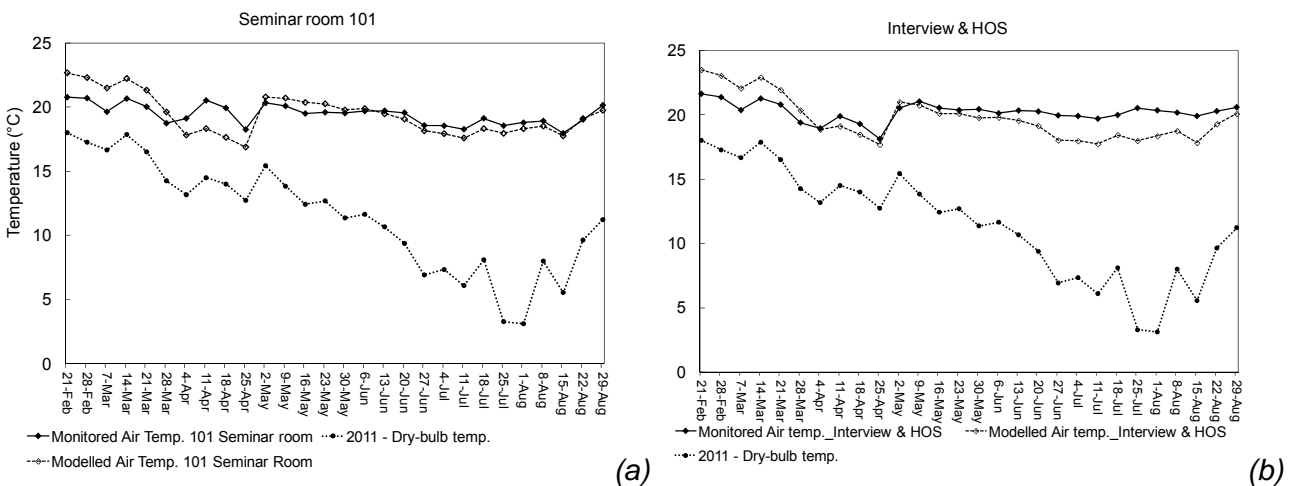 Seminar room 101
Temperature (°C)
25
20
15
10
5
0
21-Feb
28-Feb
7-Mar
14-Mar
21-Mar
28-Mar
4-Apr
11-Apr
18-Apr
25-Apr
2-May
9-May
16-May
23-May
30-May
6-Jun
13-Jun
20-Jun
27-Jun
4-Jul
11-Jul
18-Jul
25-Jul
1-Aug
8-Aug
15-Aug
22-Aug
29-Aug
Monitored Air Temp. 101 Seminar room
2011 - Dry-bulb temp.
Modelled Air Temp. 101 Seminar Room
(a)
Interview & HOS
25
20
15
10
5
0
21-Feb
28-Feb
7-Mar
14-Mar
21-Mar
28-Mar
4-Apr
11-Apr
18-Apr
25-Apr
2-May
9-May
16-May
23-May
30-May
6-Jun
13-Jun
20-Jun
27-Jun
4-Jul
11-Jul
18-Jul
25-Jul
1-Aug
8-Aug
15-Aug
22-Aug
29-Aug
Monitored Air temp._Interview & HOS
Modelled Air temp._Interview & HOS
2011 - Dry-bulb temp.
(b)